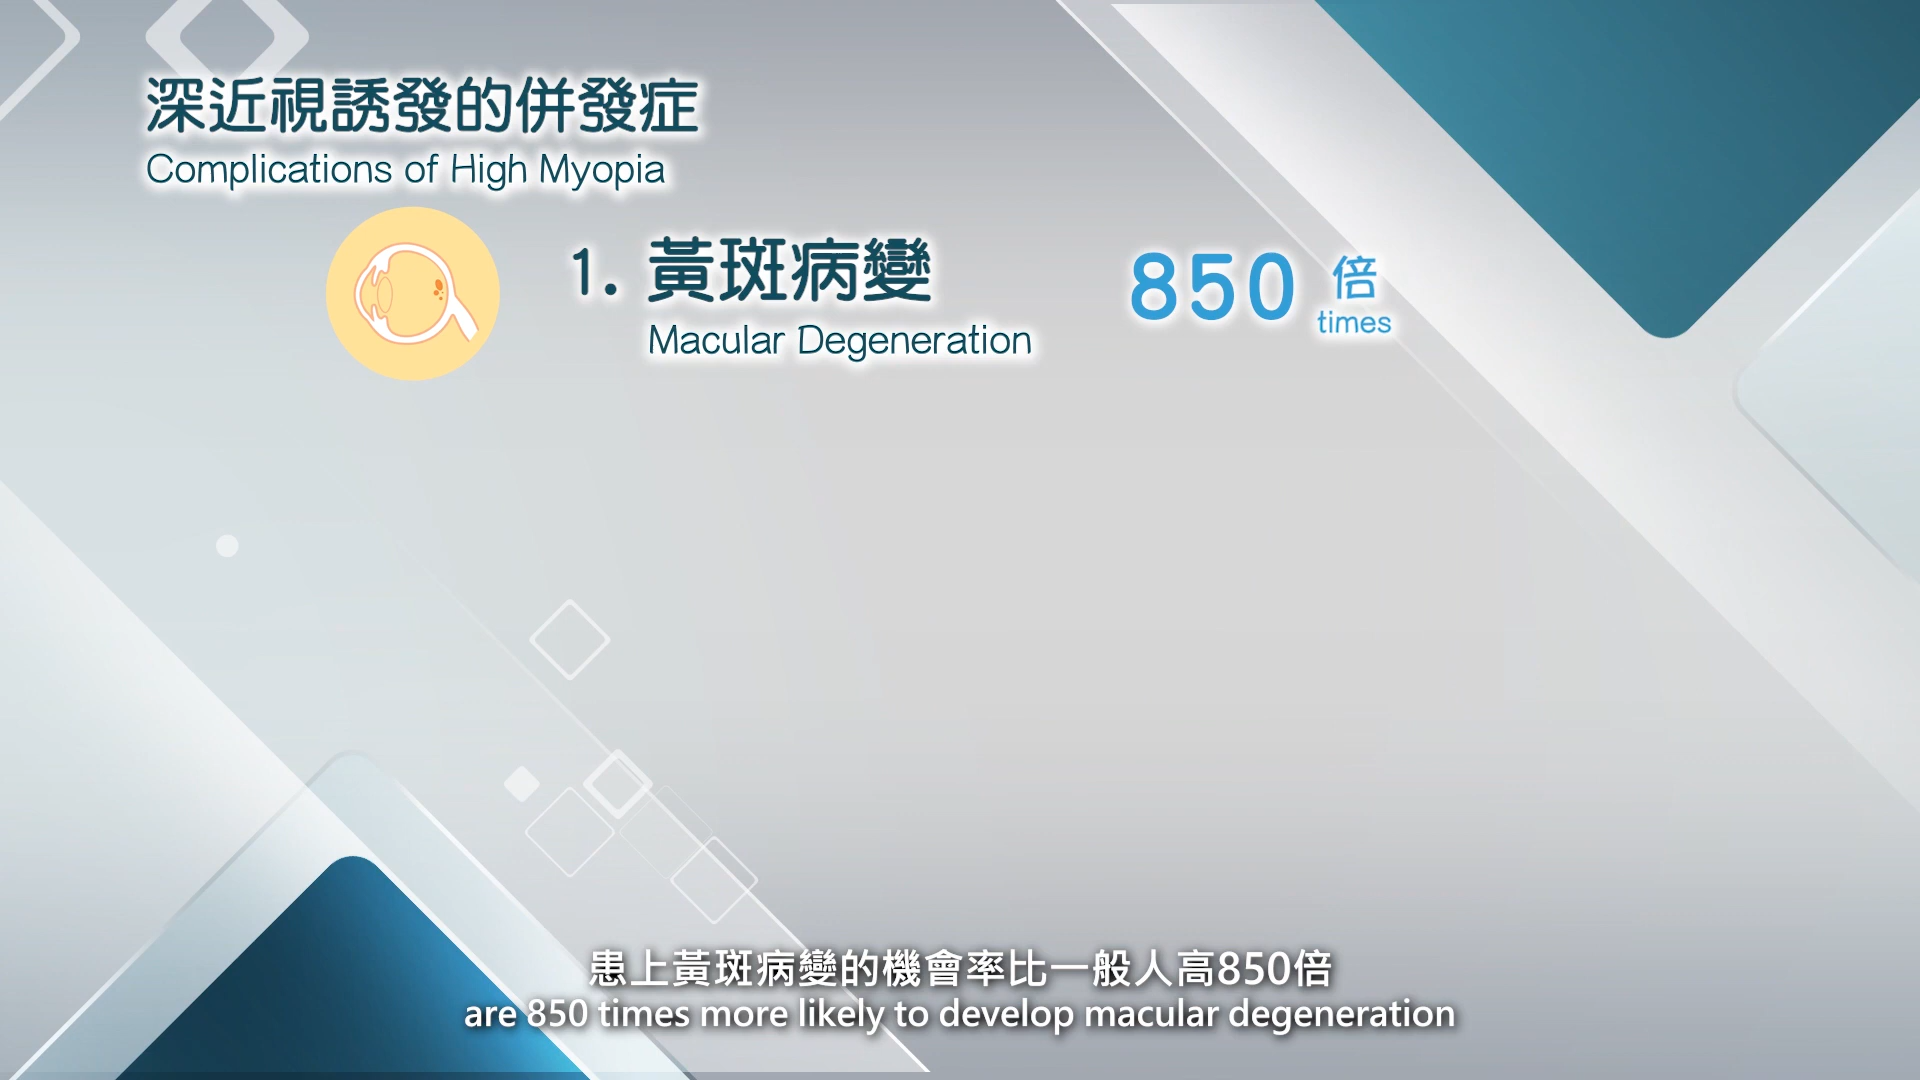 深近視誘發的併發症
Complications of High Myopia
1. 黃斑病變
Macular Degeneration
850 倍
times
患上黃斑病變的機會率比一般人高850倍
are 850 times more likely to develop macular degeneration